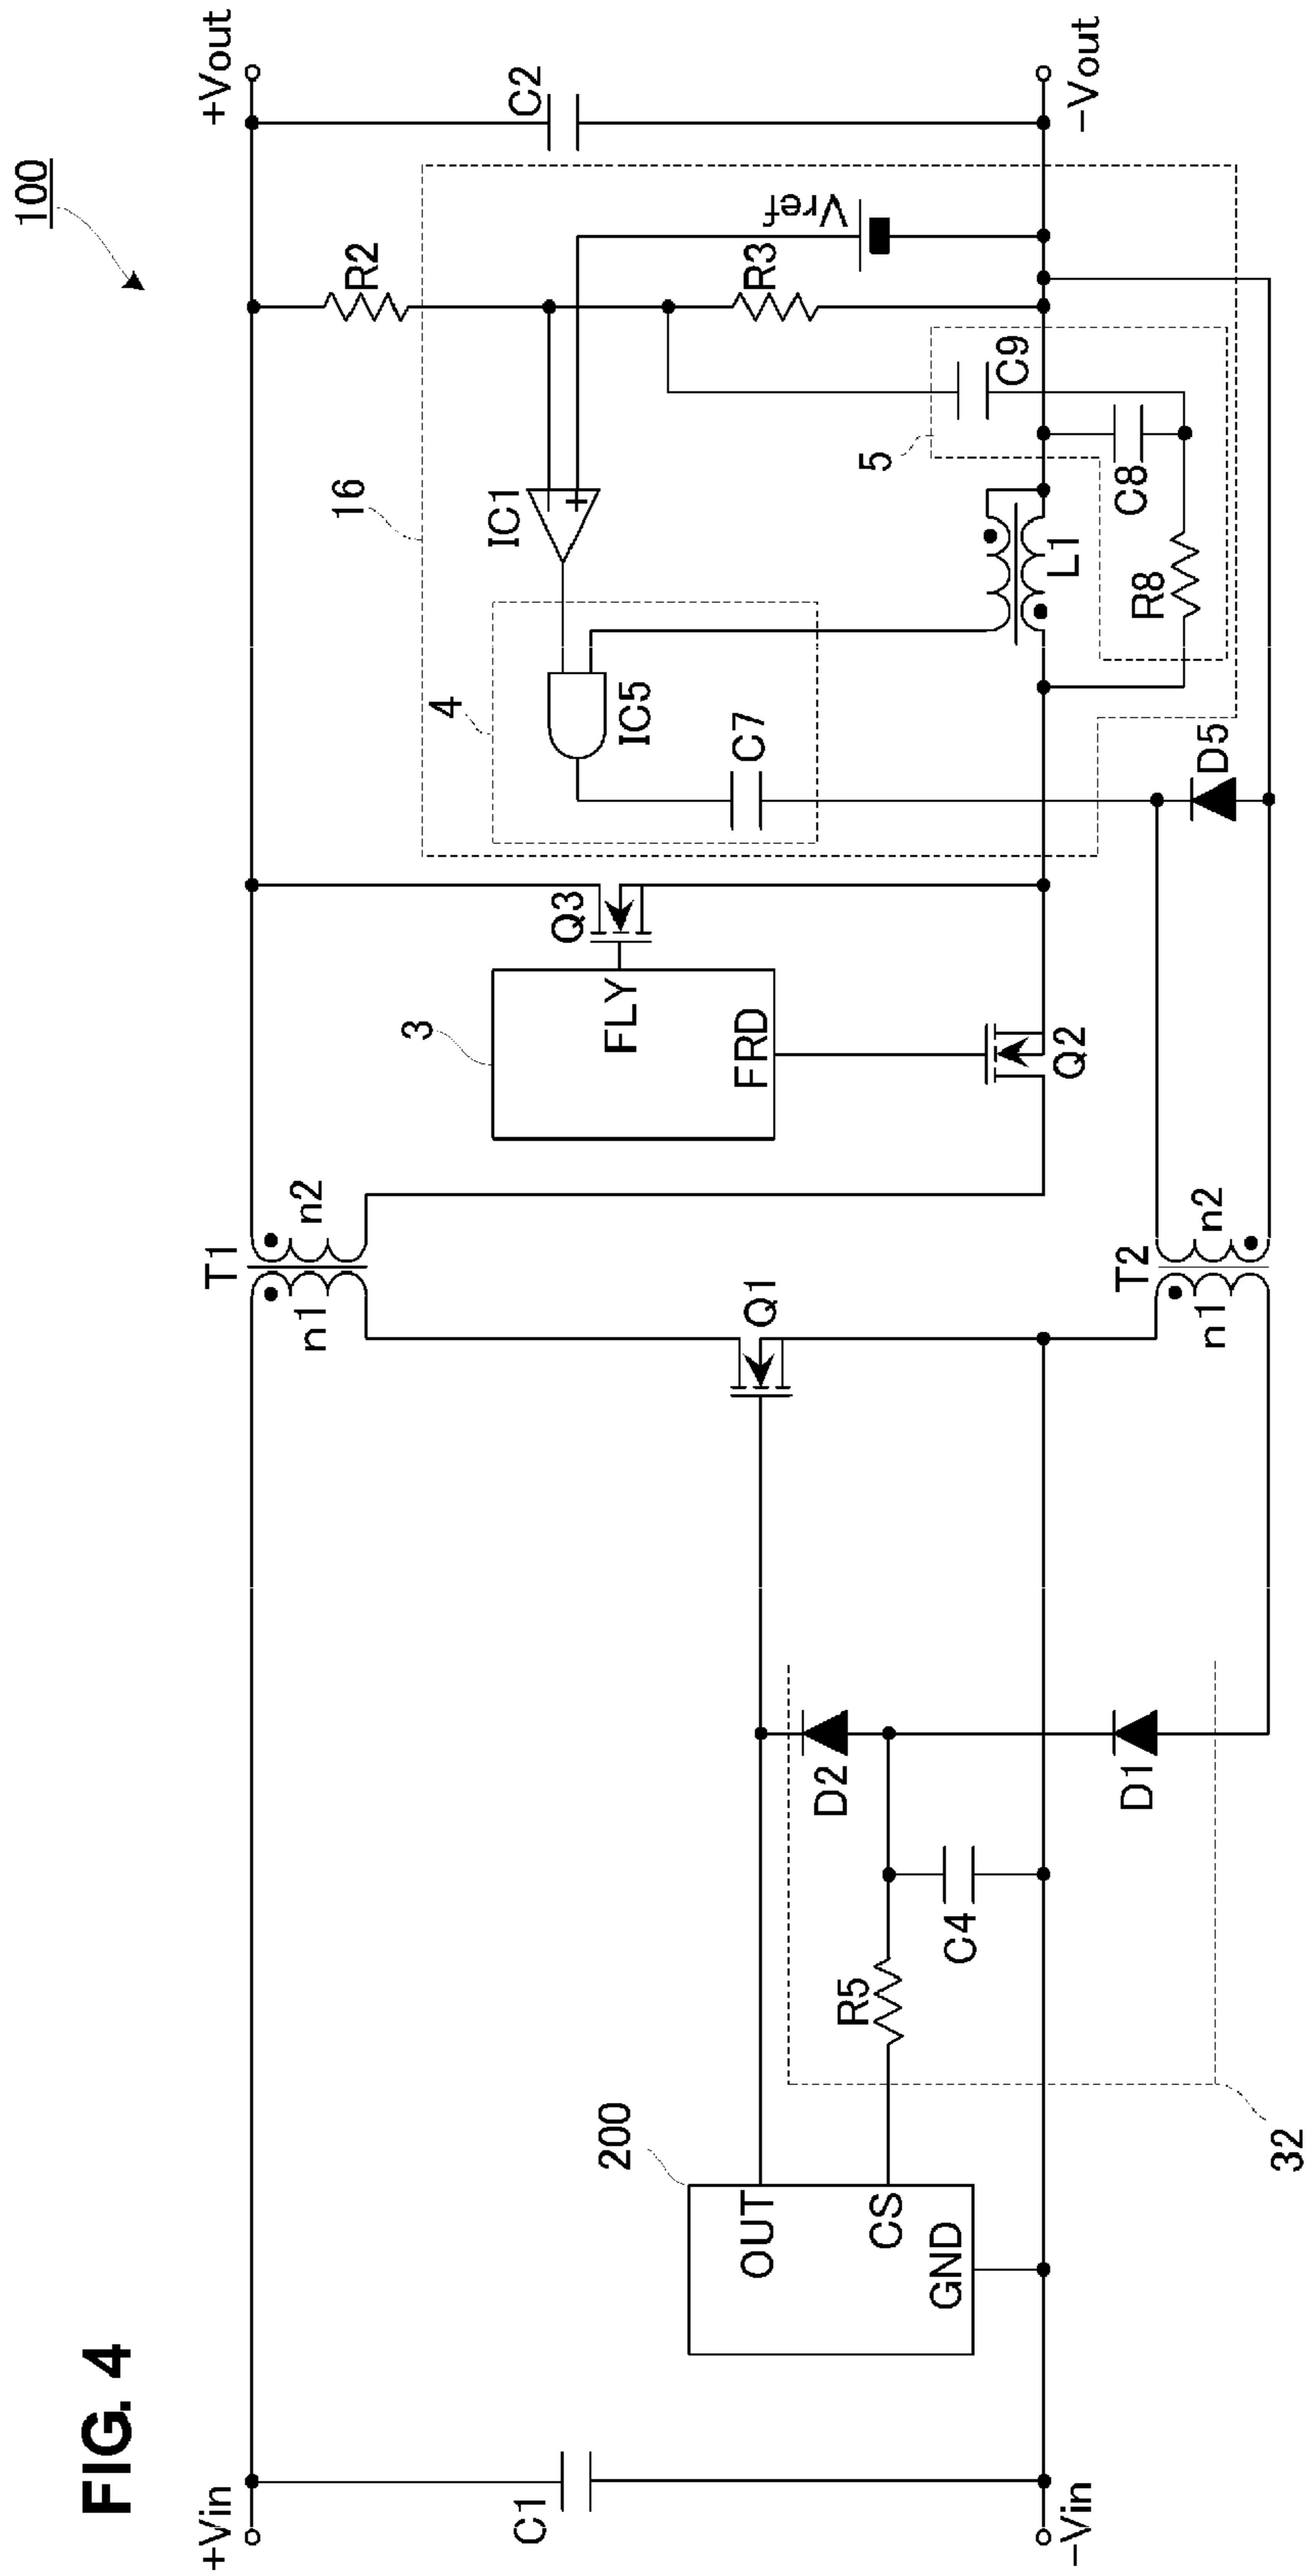 FIG. 4
100
+Vin
-Vin
C1
200
OUT
CS
GND
R5
C4
D2
D1
32
Q1
T1
n1
n2
T2
n1
n2
3
FLY
FRD
Q3
Q2
16
4
IC5
C7
IC1
R2
R3
Vref
5
C9
C8
R8
L1
D5
C2
+Vout
-Vout